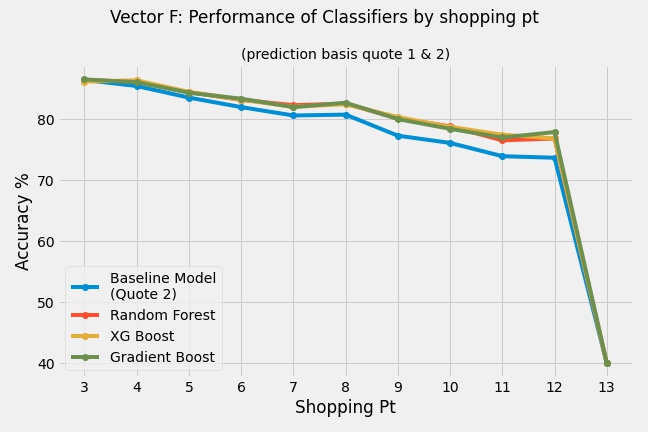 Vector F: Performance of Classifiers by shopping pt
(prediction basis quote 1 & 2)
Accuracy %
80
70
60
50
40
Baseline Model
(Quote 2)
Random Forest
XG Boost
Gradient Boost
3 4 5 6 7 8 9 10 11 12 13
Shopping Pt